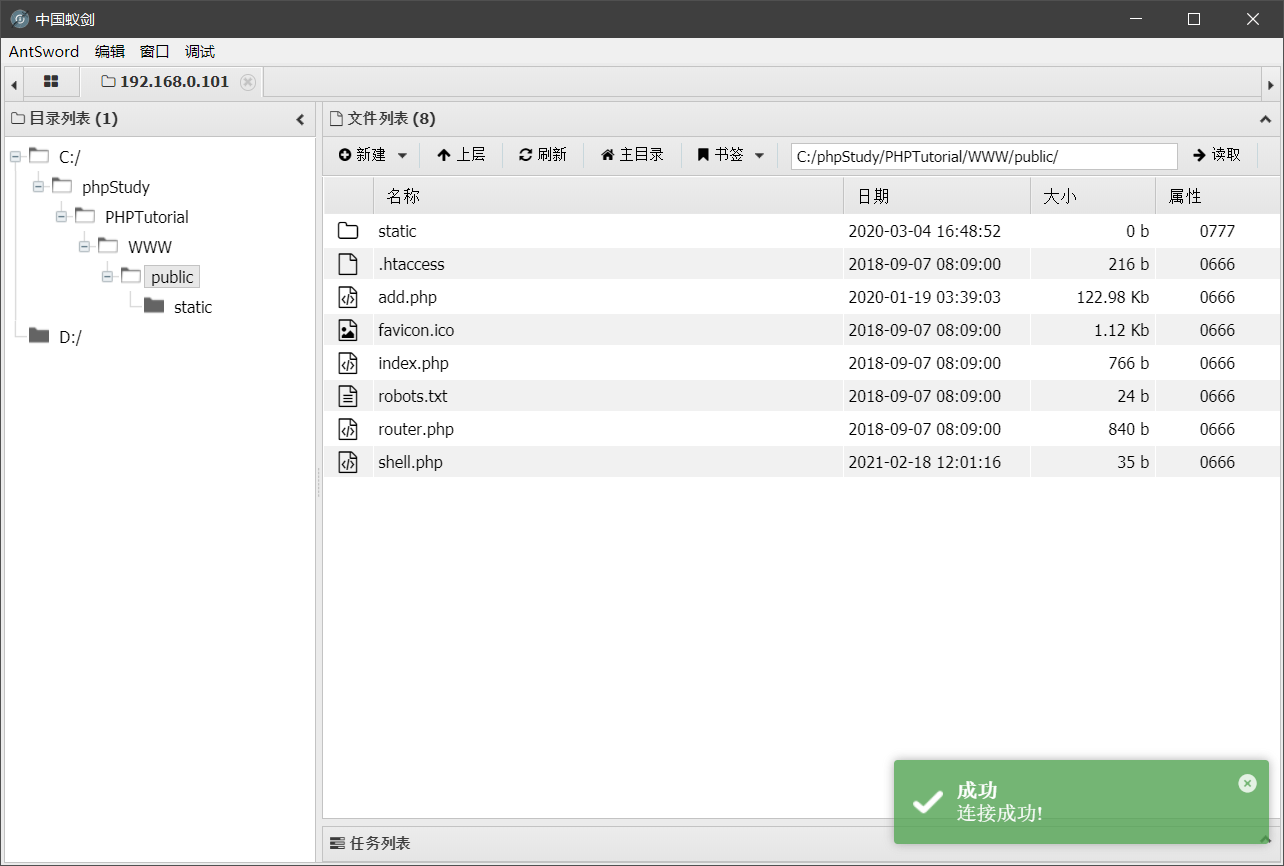 中国蚁剑
AntSword 编辑 窗口 调试
192.168.0.101
目录列表 (1)
C:/
phpStudy
PHPTutorial
WWW
public
static
D:/
文件列表 (8)
新建 上层 刷新 主目录 书签 C:/phpStudy/PHPTutorial/WWW/public/ 读取
名称 日期 大小 属性
static 2020-03-04 16:48:52 0 b 0777
.htaccess 2018-09-07 08:09:00 216 b 0666
add.php 2020-01-19 03:39:03 122.98 Kb 0666
favicon.ico 2018-09-07 08:09:00 1.12 Kb 0666
index.php 2018-09-07 08:09:00 766 b 0666
robots.txt 2018-09-07 08:09:00 24 b 0666
router.php 2018-09-07 08:09:00 840 b 0666
shell.php 2021-02-18 12:01:16 35 b 0666
成功
连接成功!
任务列表